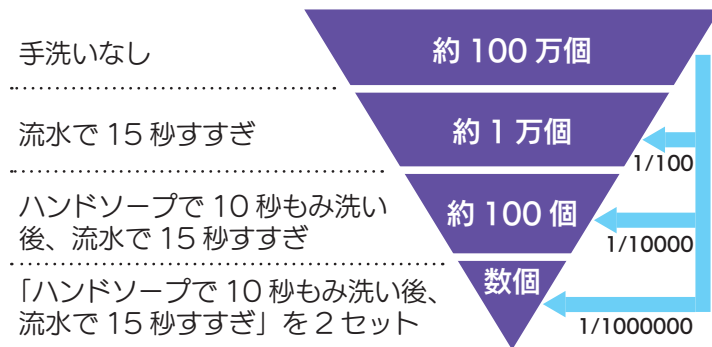 手洗いなし
約 100 万個
流水で 15 秒すすぎ
約 1 万個
1/100
ハンドソープで 10 秒もみ洗い
後、流水で 15 秒すすぎ
約 100 個
1/10000
「ハンドソープで 10 秒もみ洗い後、
流水で 15 秒すすぎ」を 2 セット
数個
1/1000000